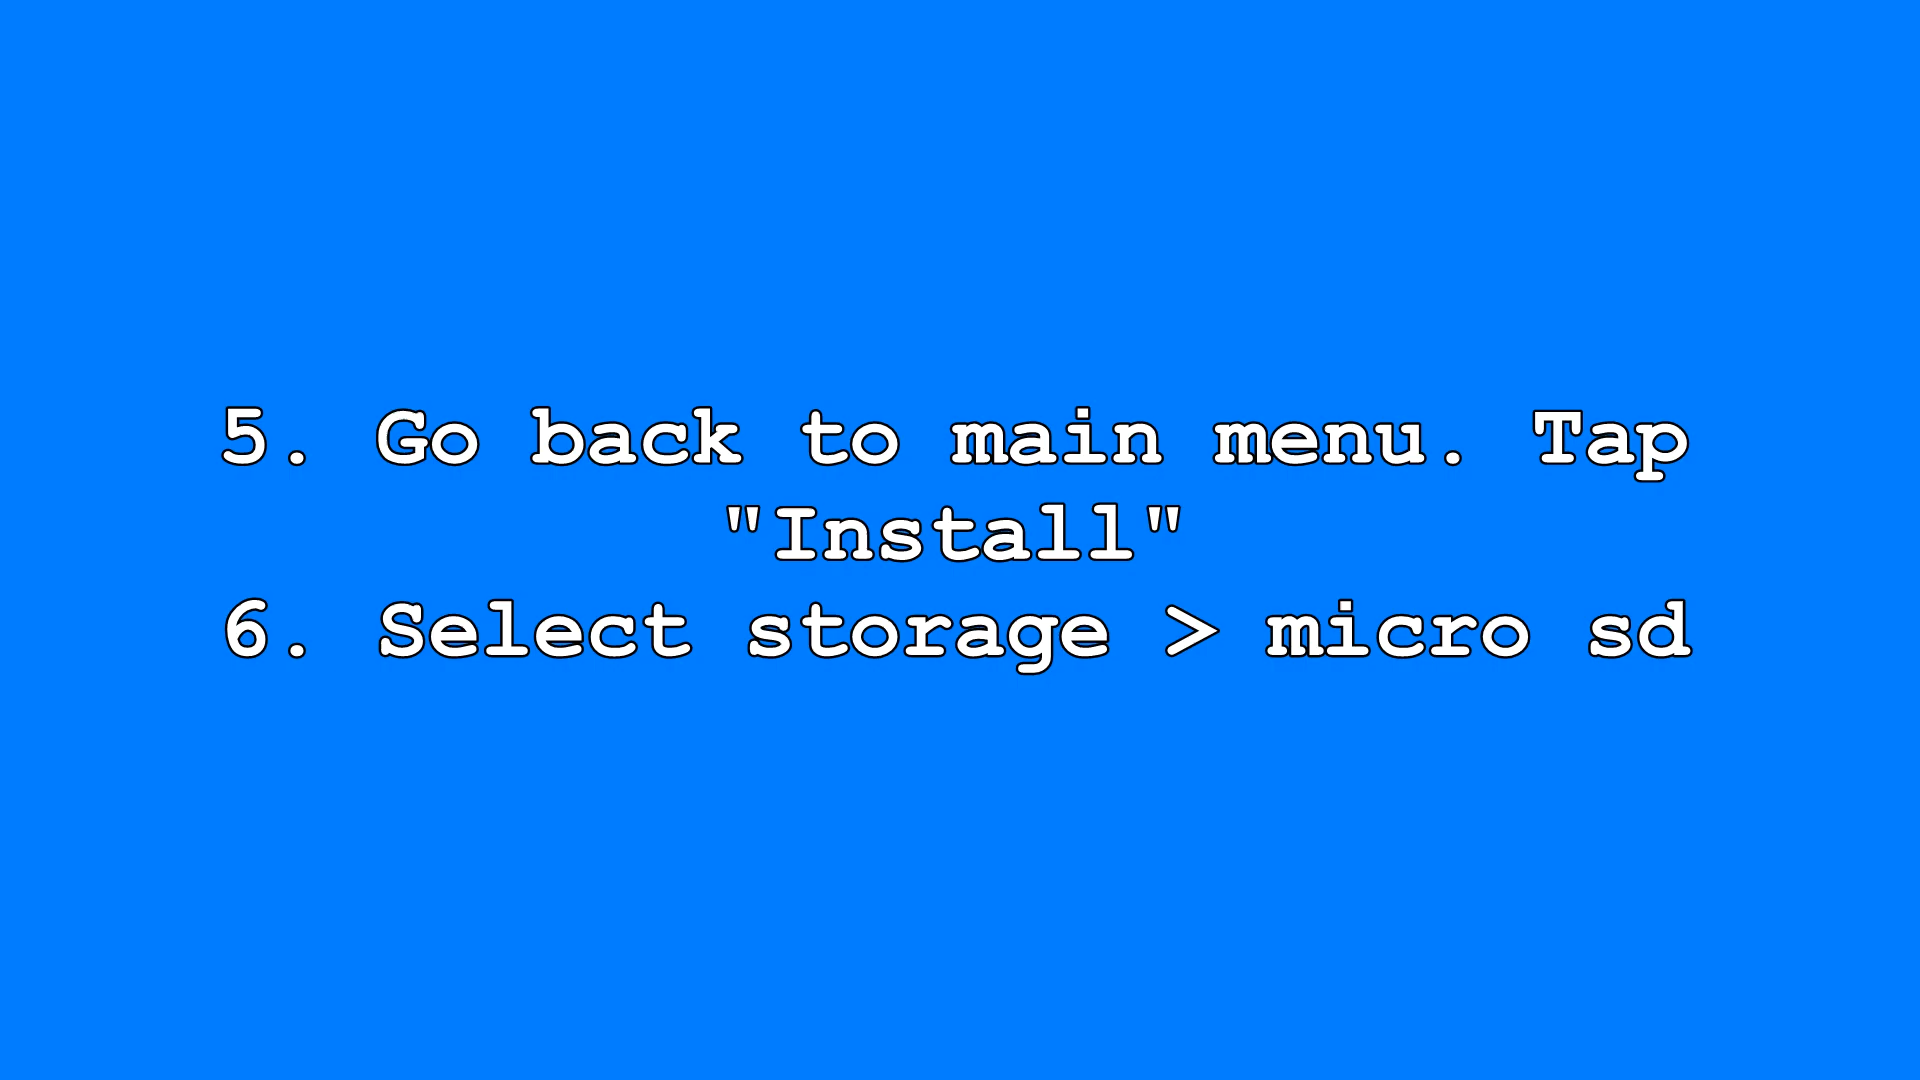 5. Go back to main menu. Tap
"Install"
6. Select storage > micro sd